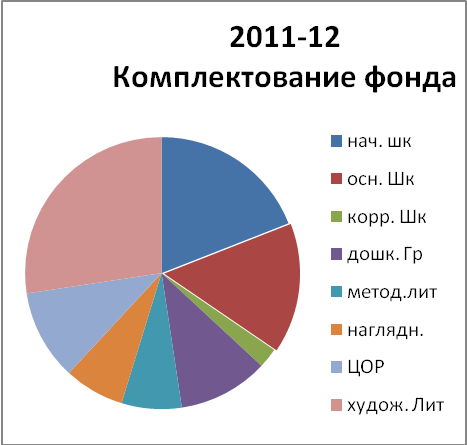 2011-12
Комплектование фонда
нач. шк
осн. Шк
корр. Шк
дошк. Гр
метод.лит
наглядн.
ЦОР
худож. Лит